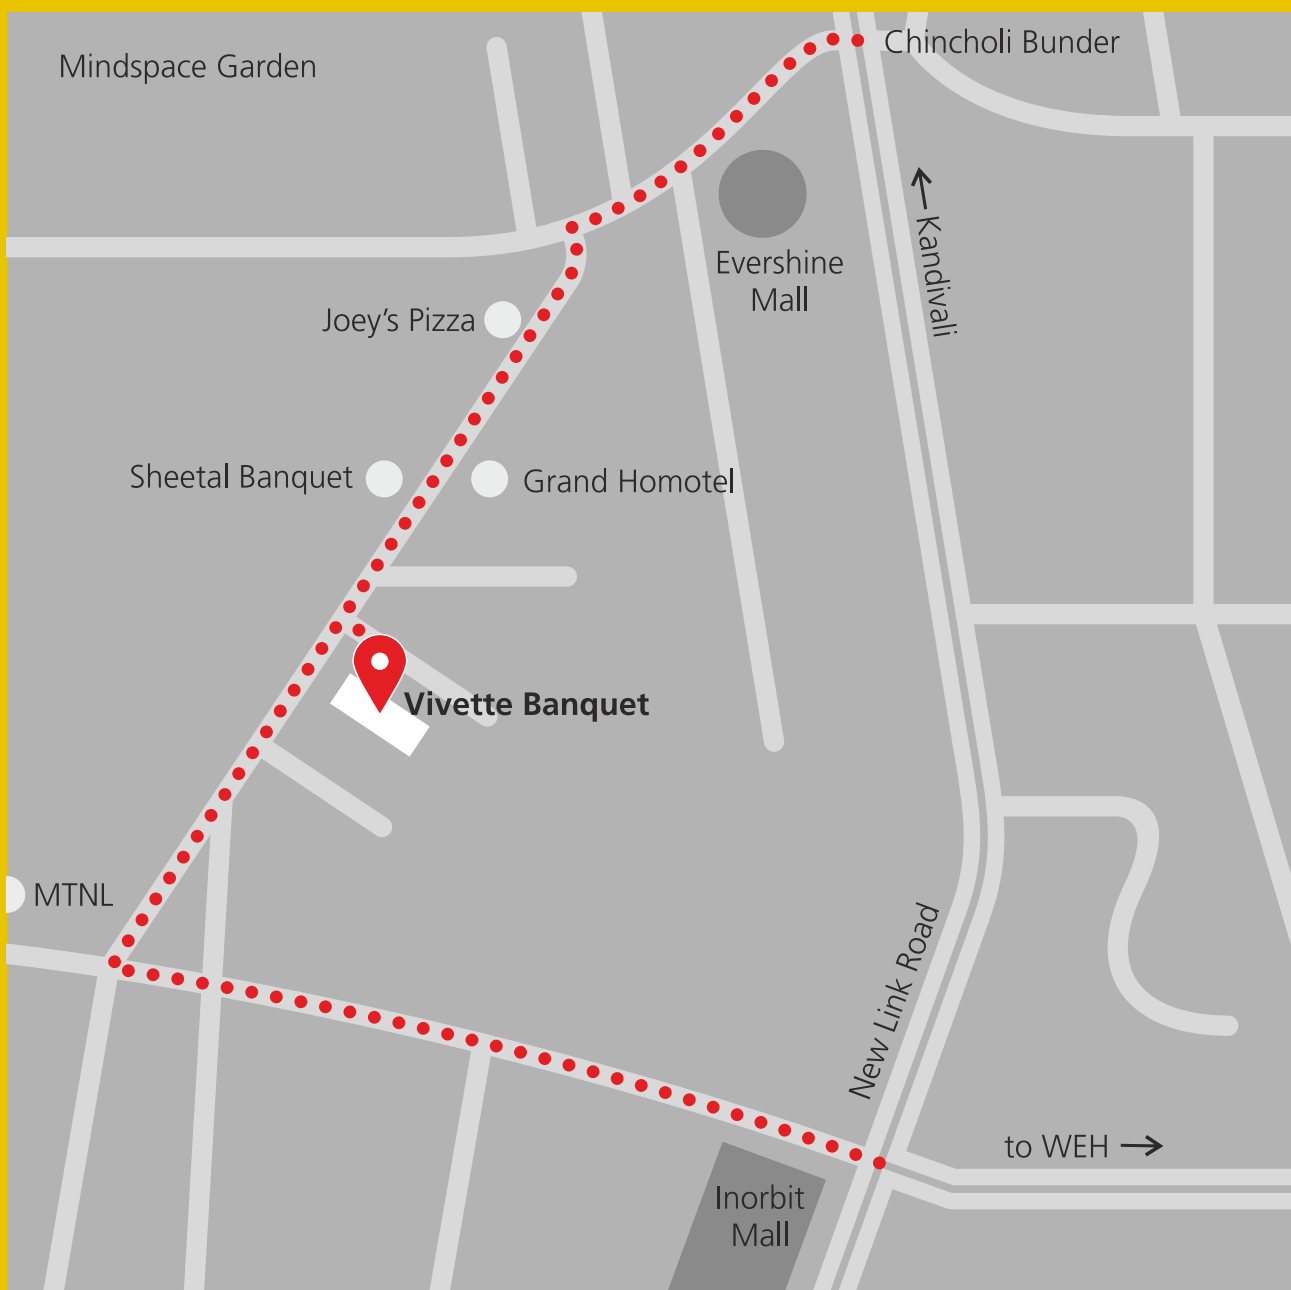 Chincholi Bunder
Mindspace Garden
Kandivali
Evershine
Mall
Joey's Pizza
Sheetal Banquet
Grand Homotel
Vivette Banquet
MTNL
New Link Road
to WEH
Inorbit
Mall